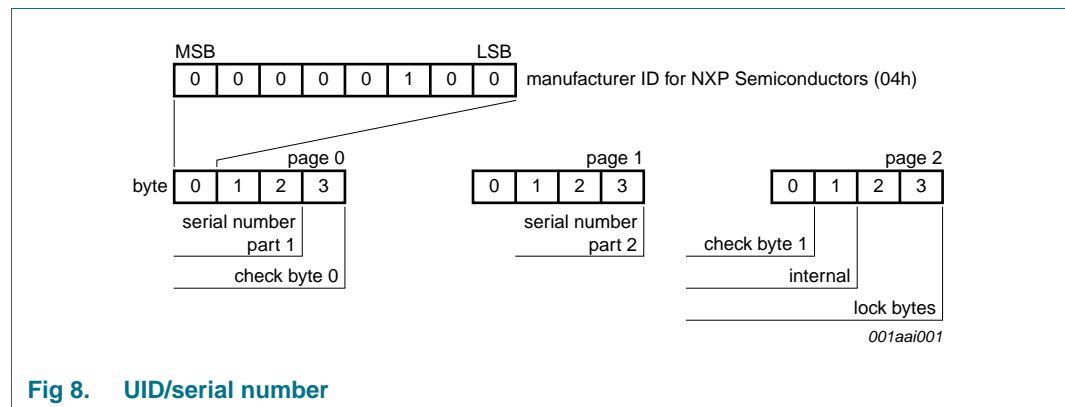 MSB LSB
0 0 0 0 0 1 0 0 manufacturer ID for NXP Semiconductors (04h)
page 0 page 1 page 2
byte 0 1 2 3 0 1 2 3 0 1 2 3
serial number serial number
part 1 part 2 check byte 1
check byte 0 internal
lock bytes
001aai001
Fig 8. UID/serial number